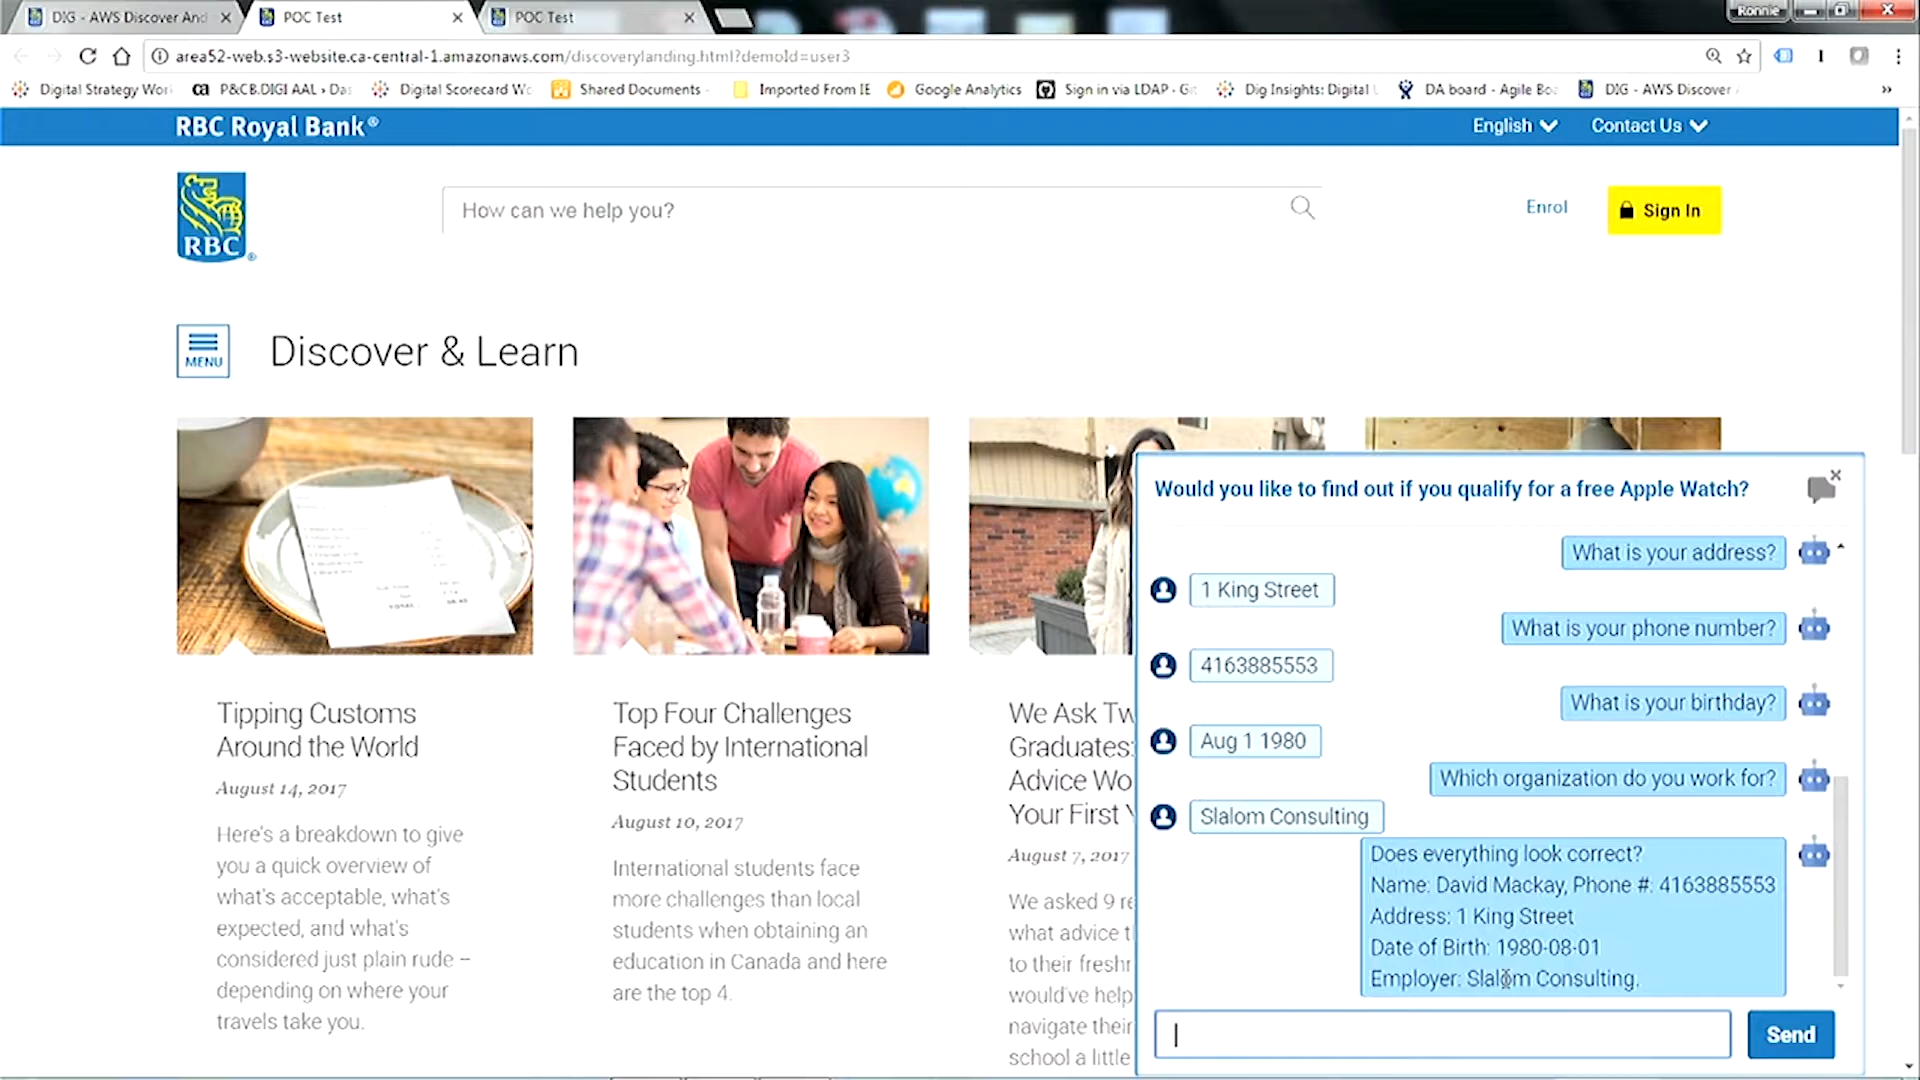 DIG - AWS Discover And
POC Test
POC Test
Ronnie
area52-web.s3-website.ca-central-1.amazonaws.com/discoverylanding.html?demoId=user3
Digital Strategy Wor
P&CB.DIGI AAL › Das
Digital Scorecard Wo
Shared Documents -
Imported From IE
Google Analytics
Sign in via LDAP · Gi
Dig Insights: Digital
DA board - Agile Boa
DIG - AWS Discover
RBC Royal Bank®
English
Contact Us
RBC®
How can we help you?
Enrol
Sign In
MENU
Discover & Learn
Tipping Customs
Around the World
August 14, 2017
Here's a breakdown to give
you a quick overview of
what's acceptable, what's
expected, and what's
considered just plain rude –
depending on where your
travels take you.
Top Four Challenges
Faced by International
Students
August 10, 2017
International students face
more challenges than local
students when obtaining an
education in Canada and here
are the top 4.
We Ask Tw
Graduates:
Advice Wo
Your First Y
August 7, 2017
We asked 9 re
what advice t
to their freshr
would've help
navigate their
school a little
Would you like to find out if you qualify for a free Apple Watch?
What is your address?
1 King Street
What is your phone number?
4163885553
What is your birthday?
Aug 1 1980
Which organization do you work for?
Slalom Consulting
Does everything look correct?
Name: David Mackay, Phone #: 4163885553
Address: 1 King Street
Date of Birth: 1980-08-01
Employer: Slalom Consulting.
Send